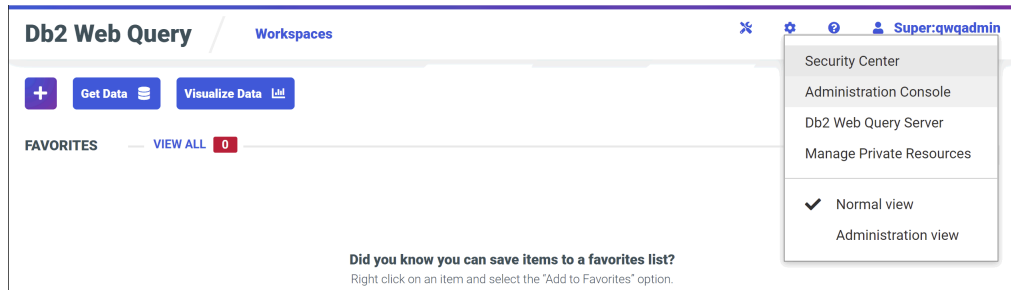 Db2 Web Query
Workspaces
Super:qwqadmin
Security Center
Administration Console
Db2 Web Query Server
Manage Private Resources
Normal view
Administration view
+
Get Data
Visualize Data
FAVORITES
VIEW ALL 0
Did you know you can save items to a favorites list?
Right click on an item and select the "Add to Favorites" option.